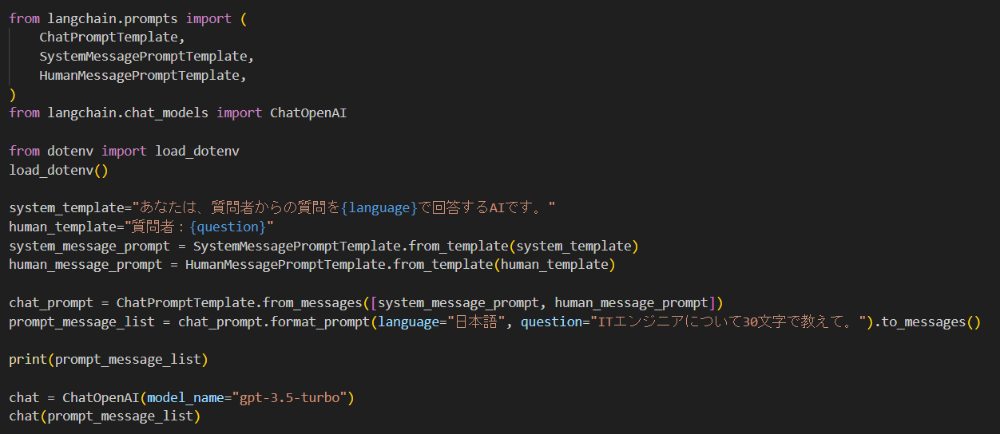 from langchain.prompts import (
    ChatPromptTemplate,
    SystemMessagePromptTemplate,
    HumanMessagePromptTemplate,
)
from langchain.chat_models import ChatOpenAI

from dotenv import load_dotenv
load_dotenv()

system_template="あなたは、質問者からの質問を{language}で回答するAIです。"
human_template="質問者：{question}"
system_message_prompt = SystemMessagePromptTemplate.from_template(system_template)
human_message_prompt = HumanMessagePromptTemplate.from_template(human_template)

chat_prompt = ChatPromptTemplate.from_messages([system_message_prompt, human_message_prompt])
prompt_message_list = chat_prompt.format_prompt(language="日本語", question="ITエンジニアについて30文字で教えて。").to_messages()

print(prompt_message_list)

chat = ChatOpenAI(model_name="gpt-3.5-turbo")
chat(prompt_message_list)